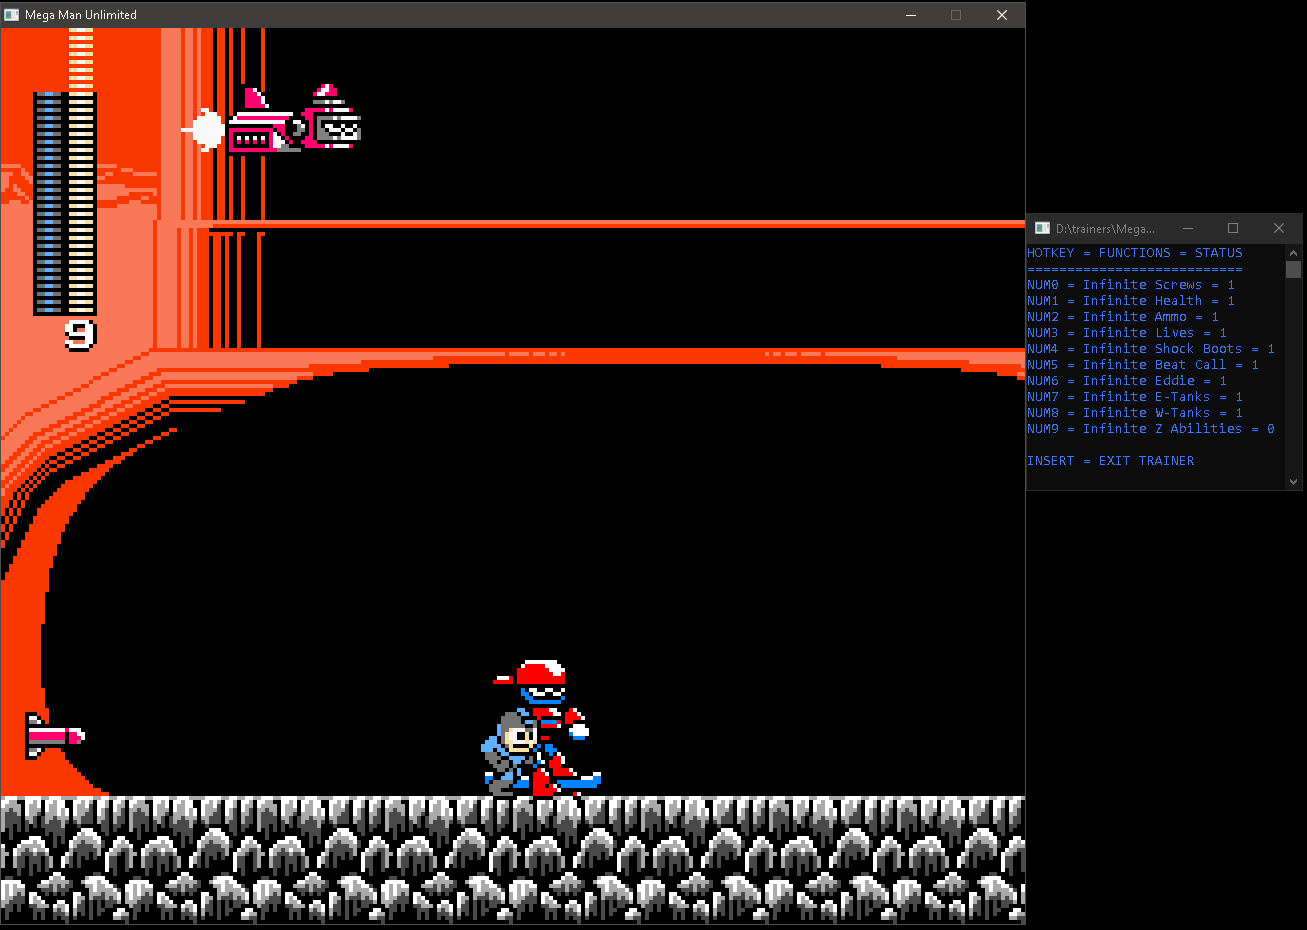 Mega Man Unlimited
9
D:\trainers\Mega...
HOTKEY = FUNCTIONS = STATUS
===========================
NUM0 = Infinite Screws = 1
NUM1 = Infinite Health = 1
NUM2 = Infinite Ammo = 1
NUM3 = Infinite Lives = 1
NUM4 = Infinite Shock Boots = 1
NUM5 = Infinite Beat Call = 1
NUM6 = Infinite Eddie = 1
NUM7 = Infinite E-Tanks = 1
NUM8 = Infinite W-Tanks = 1
NUM9 = Infinite Z Abilities = 0
INSERT = EXIT TRAINER